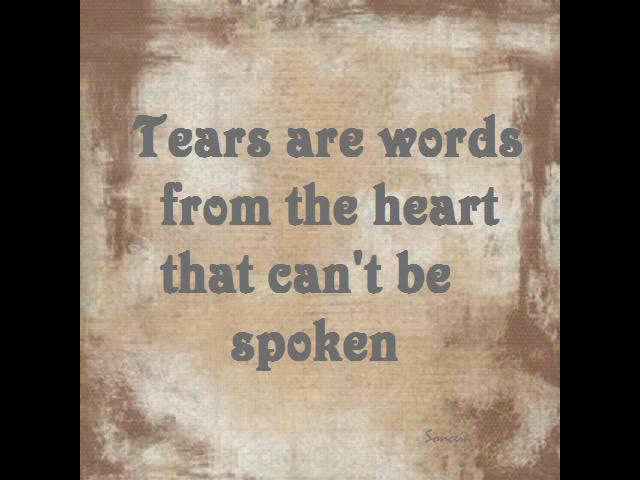 Tears are words
from the heart
that can't be
spoken